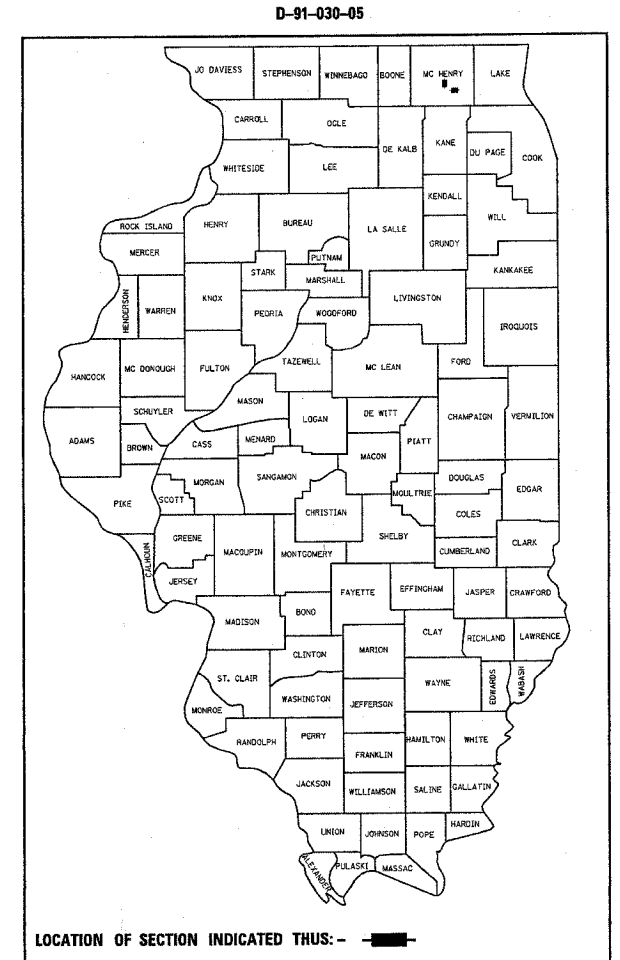 D-91-030-05
JO DAVIESS STEPHENSON WINNEBAGO BOONE MC HENRY LAKE
CARROLL OGLE
DE KALB KANE DU PAGE COOK
WHITESIDE LEE
KENDALL WILL
ROCK ISLAND HENRY BUREAU LA SALLE
GRUNDY
MERCER PUTNAM
STARK MARSHALL KANKAKEE
HENDERSON WARREN KNOX PEORIA WOODFORD LIVINGSTON
IROQUOIS
HANCOCK MC DONOUGH FULTON TAZEWELL MC LEAN FORD
MASON
SCHUYLER LOGAN DE WITT CHAMPAIGN VERMILION
ADAMS BROWN CASS MENARD MACON PIATT
SANGAMON
MORGAN DOUGLAS EDGAR
PIKE SCOTT MOULTRIE
CHRISTIAN COLES
GREENE SHELBY CLARK
CALHOUN MACOUPIN MONTGOMERY CUMBERLAND
JERSEY
FAYETTE EFFINGHAM JASPER CRAWFORD
MADISON BOND
CLAY RICHLAND LAWRENCE
CLINTON MARION
ST. CLAIR WAYNE EDWARDS WABASH
WASHINGTON JEFFERSON
MONROE
RANDOLPH PERRY HAMILTON WHITE
FRANKLIN
JACKSON WILLIAMSON SALINE GALLATIN
HARDIN
UNION JOHNSON POPE
ALEXANDER PULASKI MASSAC
LOCATION OF SECTION INDICATED THUS: -